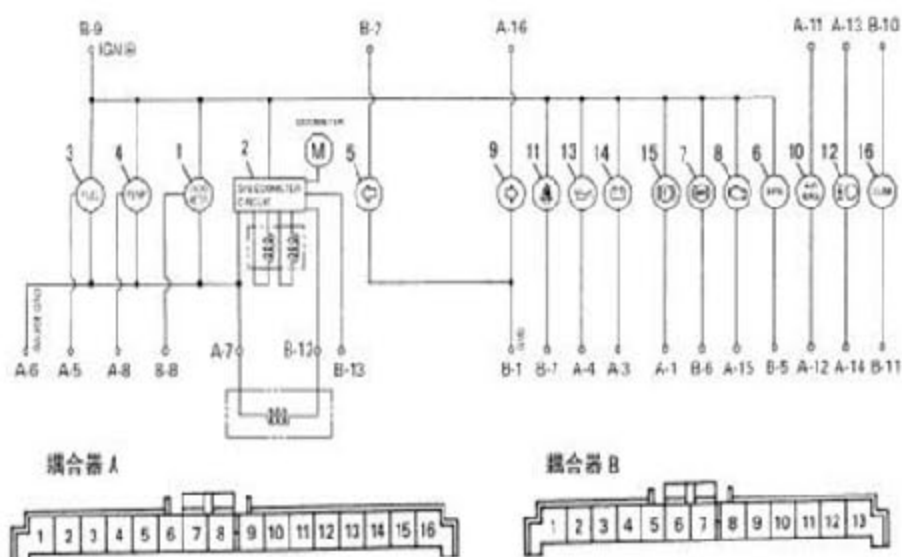 B-9 B-2 A-16 A-11 A-13 B-10
IGN⊕
3 4 1 2 5 9 11 13 14 15 7 8 6 10 12 16
M
FUEL TEMP
SPEEDOMETER
CIRCUIT
A-6 A-5 A-8 B-8 A-7 B-12 B-13 B-1 B-7 A-4 A-3 A-1 B-6 A-15 B-5 A-12 A-14 B-11
耦合器 A 耦合器 B
1 2 3 4 5 6 7 8 9 10 11 12 13 14 15 16
1 2 3 4 5 6 7 8 9 10 11 12 13